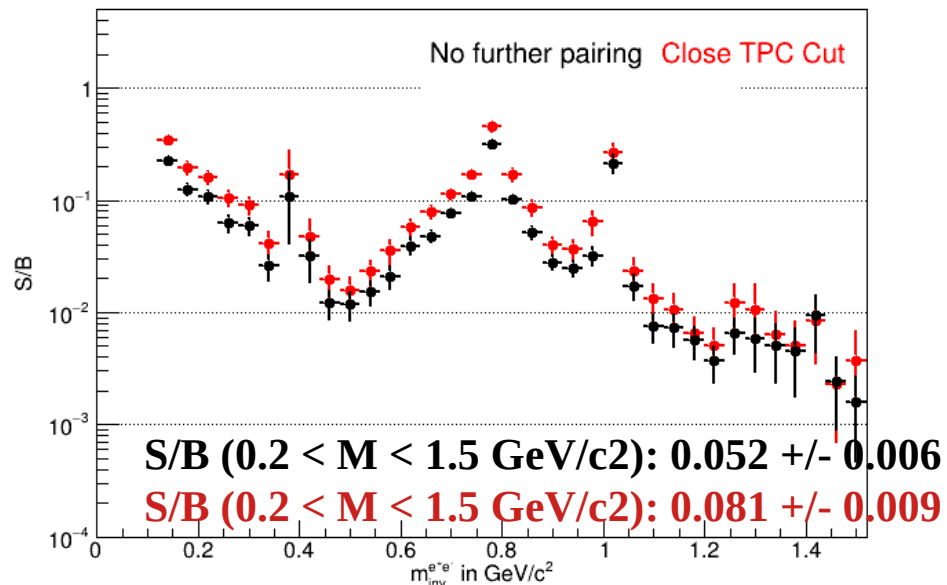 No further pairing Close TPC Cut
S/B
1
10⁻¹
10⁻²
10⁻³
10⁻⁴
S/B (0.2 < M < 1.5 GeV/c2): 0.052 +/- 0.006
S/B (0.2 < M < 1.5 GeV/c2): 0.081 +/- 0.009
0 0.2 0.4 0.6 0.8 1 1.2 1.4
m_inv^e⁺e⁻ in GeV/c²